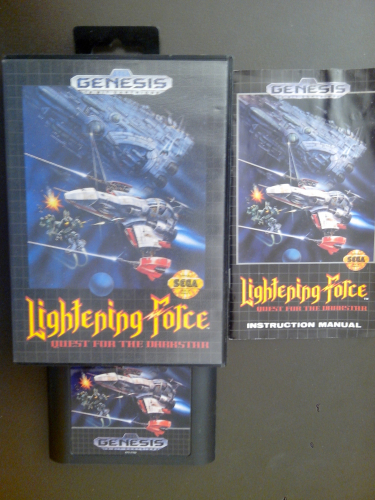 GENESIS
SEGA
Lightening Force
QUEST FOR THE DARKSTAR
GENESIS
SEGA
Lightening Force
QUEST FOR THE DARKSTAR
INSTRUCTION MANUAL
GENESIS